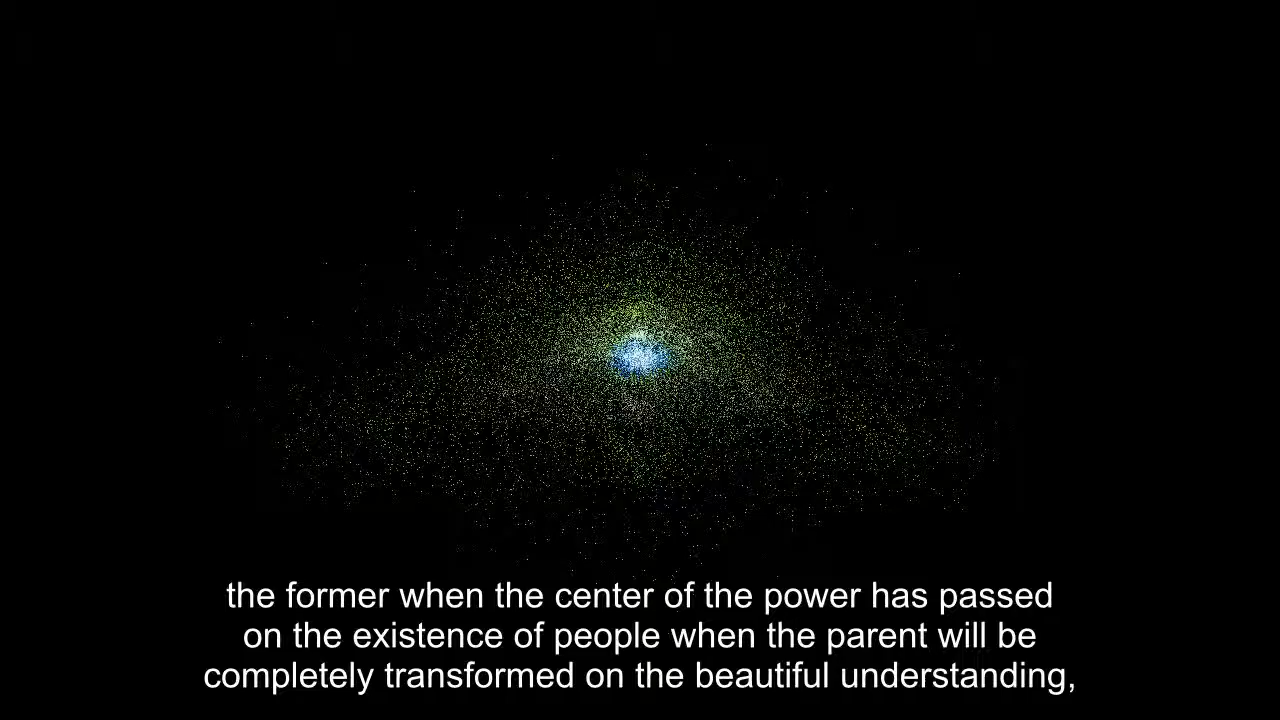 the former when the center of the power has passed
on the existence of people when the parent will be
completely transformed on the beautiful understanding,